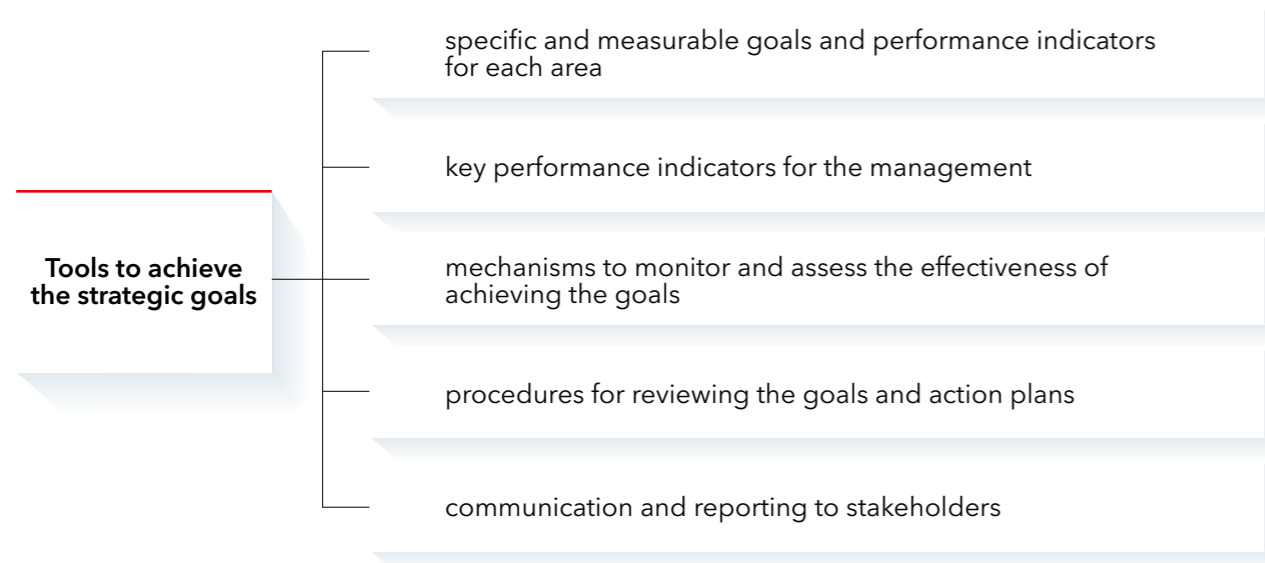 Tools to achieve
the strategic goals
specific and measurable goals and performance indicators
for each area
key performance indicators for the management
mechanisms to monitor and assess the effectiveness of
achieving the goals
procedures for reviewing the goals and action plans
communication and reporting to stakeholders